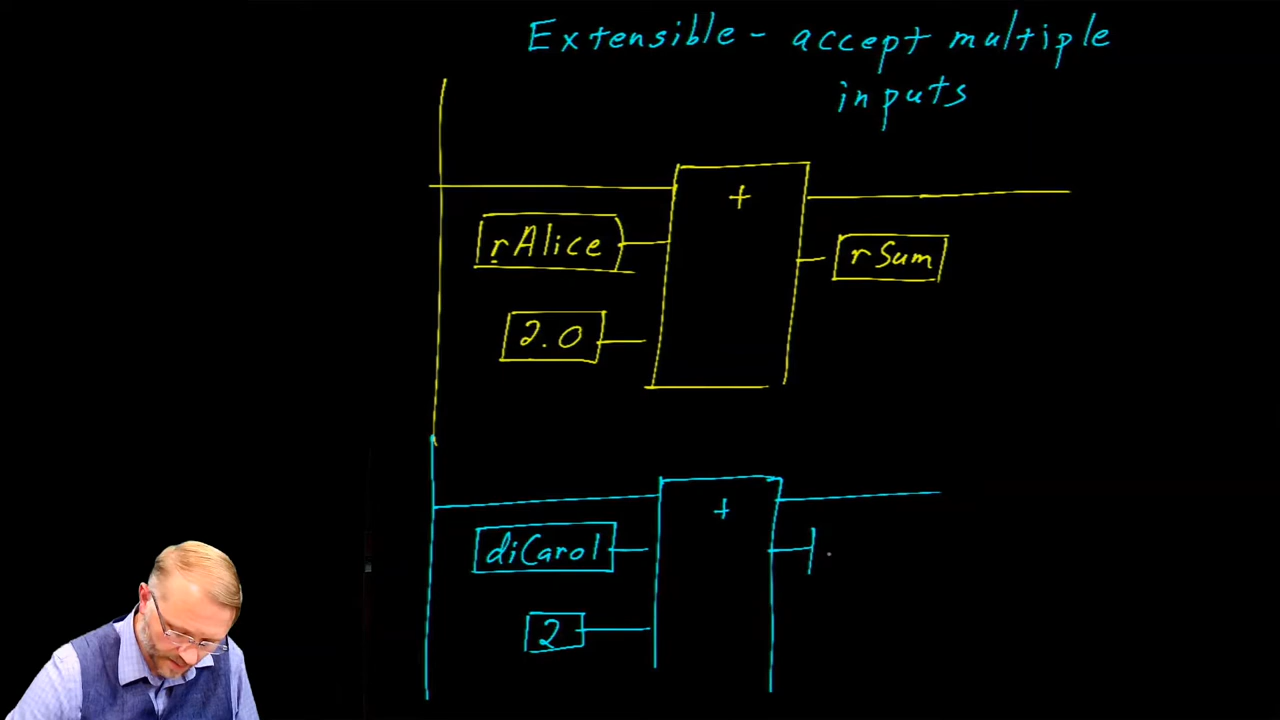 Extensible - accept multiple
inputs
+
rAlice
rSum
2.0
+
diCarol
2